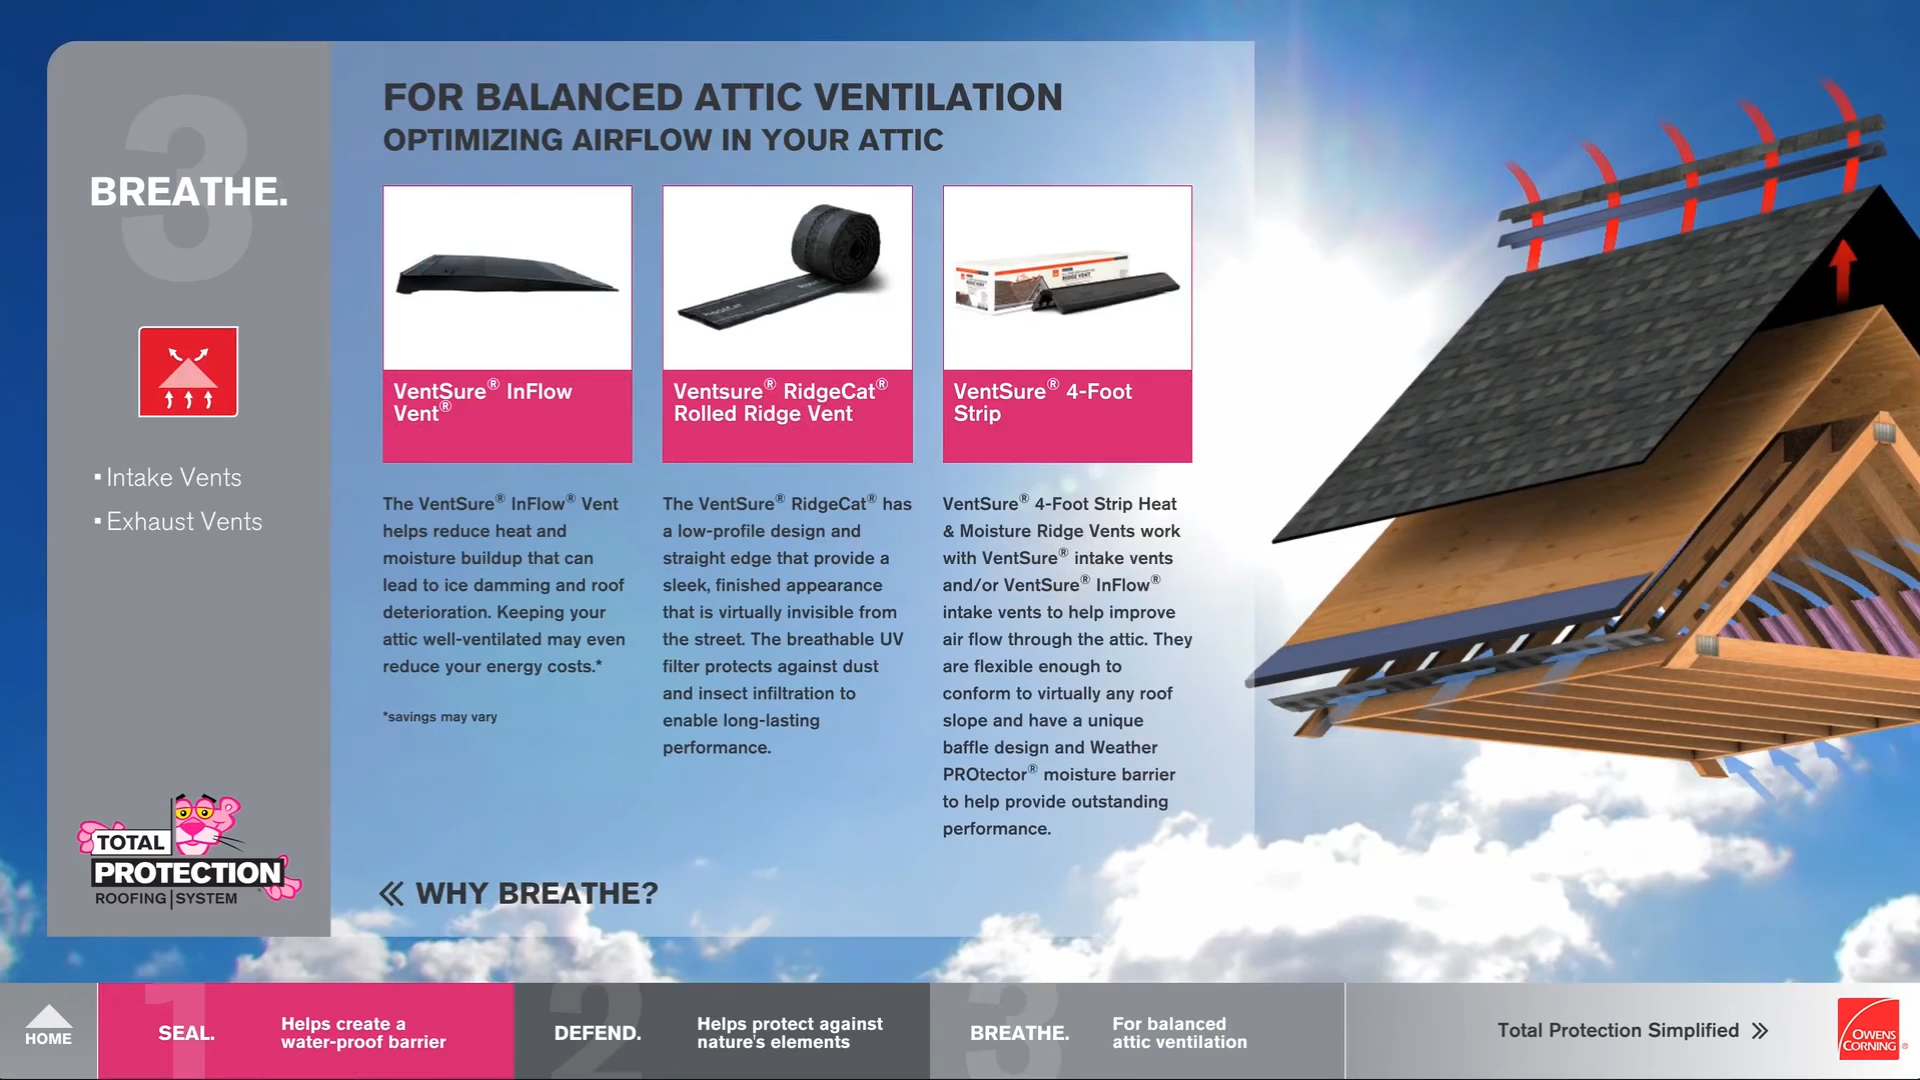 3
BREATHE.
▪ Intake Vents
▪ Exhaust Vents
TOTAL
PROTECTION
ROOFING | SYSTEM
FOR BALANCED ATTIC VENTILATION
OPTIMIZING AIRFLOW IN YOUR ATTIC
VentSure® InFlow
Vent®
The VentSure® InFlow® Vent
helps reduce heat and
moisture buildup that can
lead to ice damming and roof
deterioration. Keeping your
attic well-ventilated may even
reduce your energy costs.*
*savings may vary
RidgeCat
Ventsure® RidgeCat®
Rolled Ridge Vent
The VentSure® RidgeCat® has
a low-profile design and
straight edge that provide a
sleek, finished appearance
that is virtually invisible from
the street. The breathable UV
filter protects against dust
and insect infiltration to
enable long-lasting
performance.
RIDGE VENT
RIDGE VENT
VentSure® 4-Foot
Strip
VentSure® 4-Foot Strip Heat
& Moisture Ridge Vents work
with VentSure® intake vents
and/or VentSure® InFlow®
intake vents to help improve
air flow through the attic. They
are flexible enough to
conform to virtually any roof
slope and have a unique
baffle design and Weather
PROtector® moisture barrier
to help provide outstanding
performance.
« WHY BREATHE?
HOME
1
SEAL.
Helps create a
water-proof barrier
2
DEFEND.
Helps protect against
nature's elements
3
BREATHE.
For balanced
attic ventilation
Total Protection Simplified »
OWENS
CORNING®